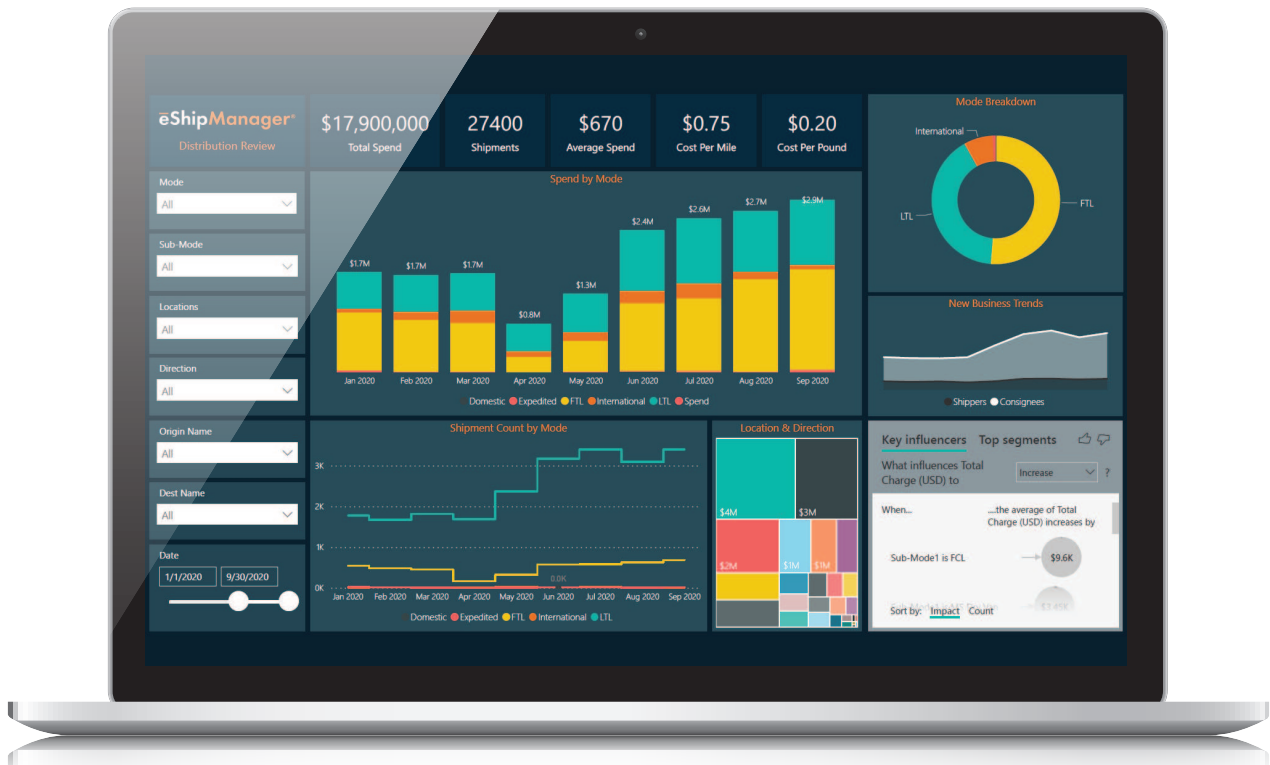 ēShipManager®
Distribution Review
$17,900,000
Total Spend
27400
Shipments
$670
Average Spend
$0.75
Cost Per Mile
$0.20
Cost Per Pound
Mode
All
Sub-Mode
All
Locations
All
Direction
All
Origin Name
All
Dest Name
All
Date
1/1/2020 9/30/2020
Spend by Mode
$1.7M $1.7M $1.7M $0.8M $1.3M $2.4M $2.6M $2.7M $2.9M
Jan 2020 Feb 2020 Mar 2020 Apr 2020 May 2020 Jun 2020 Jul 2020 Aug 2020 Sep 2020
Domestic Expedited FTL International LTL Spend
Shipment Count by Mode
3K
2K
1K
0K
0.0K
Jan 2020 Feb 2020 Mar 2020 Apr 2020 May 2020 Jun 2020 Jul 2020 Aug 2020 Sep 2020
Domestic Expedited FTL International LTL
Location & Direction
$4M $3M
$2M $1M $1M
Mode Breakdown
International
LTL
FTL
New Business Trends
Shippers Consignees
Key influencers Top segments
What influences Total
Charge (USD) to
Increase ?
When...
....the average of Total
Charge (USD) increases by
Sub-Mode1 is FCL
$9.6K
Sort by: Impact Count